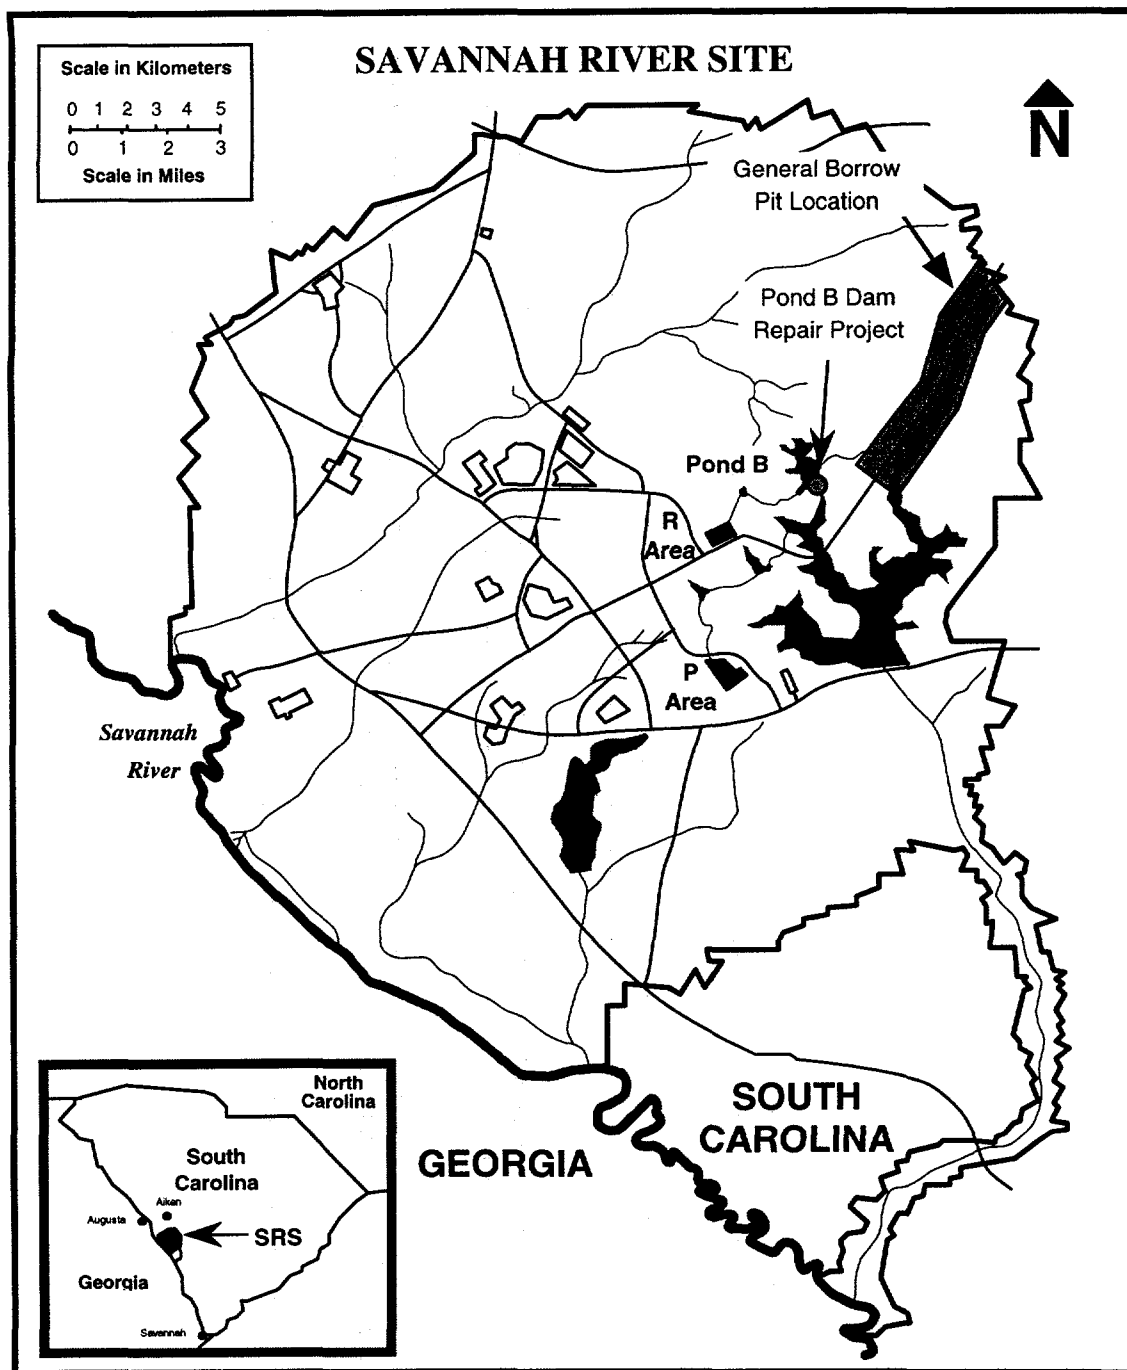 SAVANNAH RIVER SITE
Scale in Kilometers
0 1 2 3 4 5
0 1 2 3
Scale in Miles
N
General Borrow
Pit Location
Pond B Dam
Repair Project
Pond B
R
Area
P
Area
Savannah
River
SOUTH
CAROLINA
GEORGIA
North
Carolina
South
Carolina
Aiken
Augusta
SRS
Georgia
Savannah